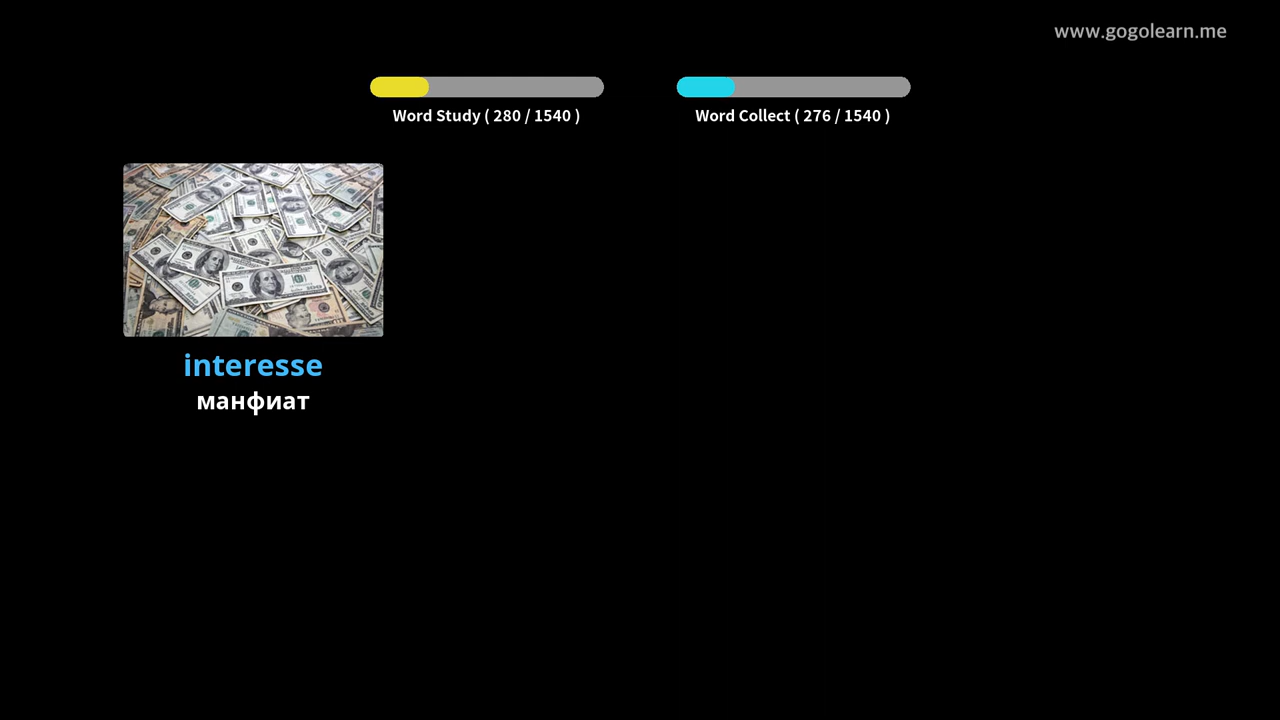 www.gogolearn.me
Word Study ( 280 / 1540 )
Word Collect ( 276 / 1540 )
interesse
манфиат